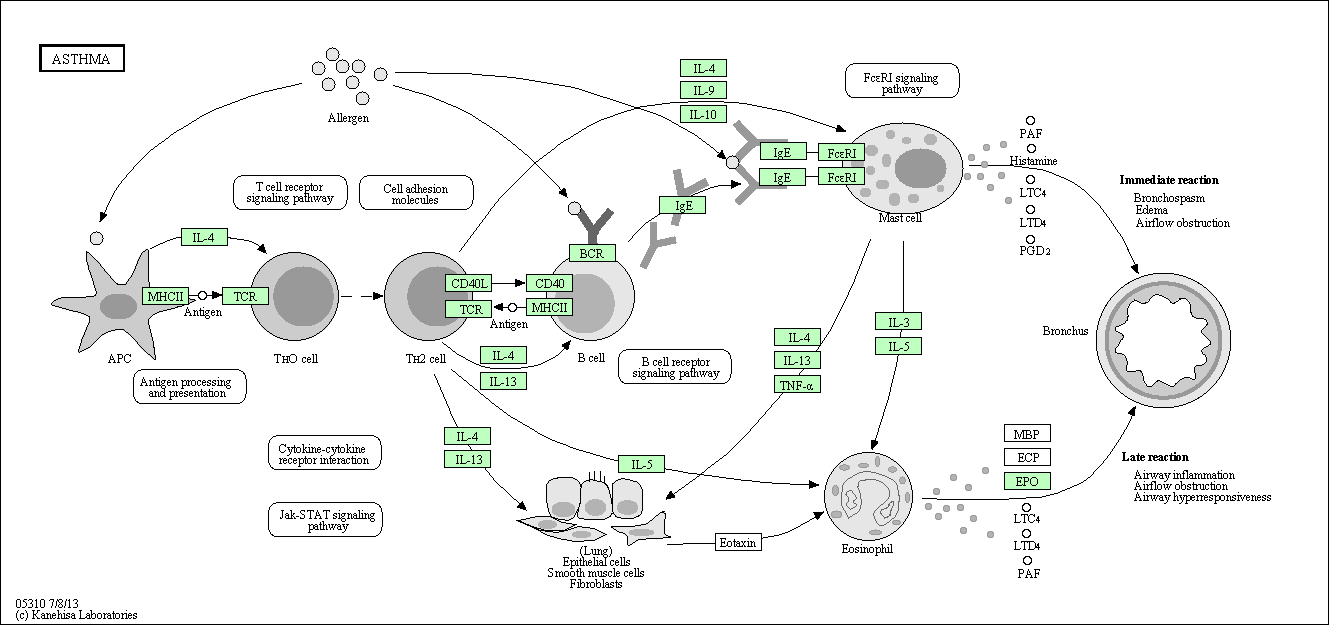 ASTHMA
Allergen
IL-4
IL-9
IL-10
FcεRI signaling
pathway
T cell receptor
signaling pathway
Cell adhesion
molecules
IgE
FcεRI
IgE
FcεRI
IgE
Mast cell
PAF
Histamine
LTC4
LTD4
PGD2
Immediate reaction
Bronchospasm
Edema
Airflow obstruction
IL-4
BCR
MHCII
TCR
Antigen
CD40L
CD40
TCR
MHCII
Antigen
APC
TH0 cell
TH2 cell
B cell
IL-4
IL-13
B cell receptor
signaling pathway
Antigen processing
and presentation
IL-4
IL-13
TNF-α
IL-3
IL-5
Bronchus
Cytokine-cytokine
receptor interaction
Jak-STAT signaling
pathway
IL-4
IL-13
IL-5
(Lung)
Epithelial cells
Smooth muscle cells
Fibroblasts
Eotaxin
Eosinophil
MBP
ECP
EPO
LTC4
LTD4
PAF
Late reaction
Airway inflammation
Airflow obstruction
Airway hyperresponsiveness
05310 7/8/13
(c) Kanehisa Laboratories